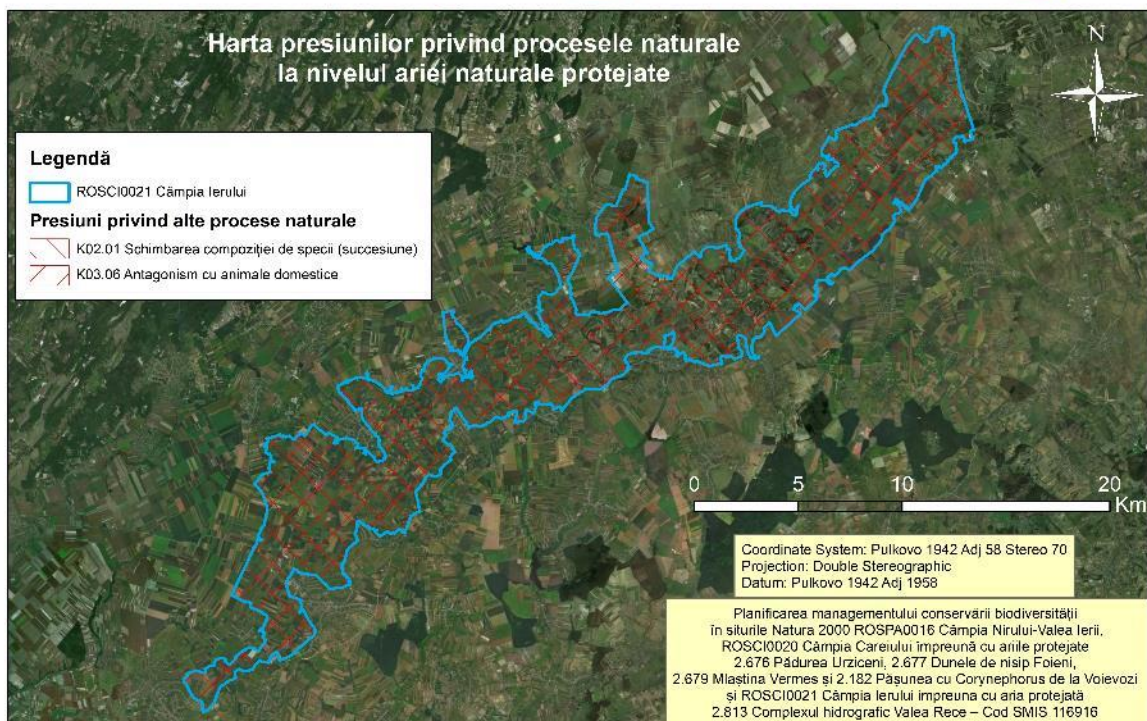 Harta presiunilor privind procesele naturale
la nivelul ariei naturale protejate
N
Legendă
ROSCI0021 Câmpia Ierului
Presiuni privind alte procese naturale
K02.01 Schimbarea compoziției de specii (succesiune)
K03.06 Antagonism cu animale domestice
0 5 10 20
Km
Coordinate System: Pulkovo 1942 Adj 58 Stereo 70
Projection: Double Stereographic
Datum: Pulkovo 1942 Adj 1958
Planificarea managementului conservării biodiversității
în siturile Natura 2000 ROSPA0016 Câmpia Nirului-Valea Ierii,
ROSCI0020 Câmpia Careiului împreună cu ariile protejate
2.676 Pădurea Urziceni, 2.677 Dunele de nisip Foieni,
2.679 Mlaștina Vermes și 2.182 Pășunea cu Corynephorus de la Voievozi
și ROSCI0021 Câmpia Ierului impreuna cu aria protejată
2.813 Complexul hidrografic Valea Rece – Cod SMIS 116916